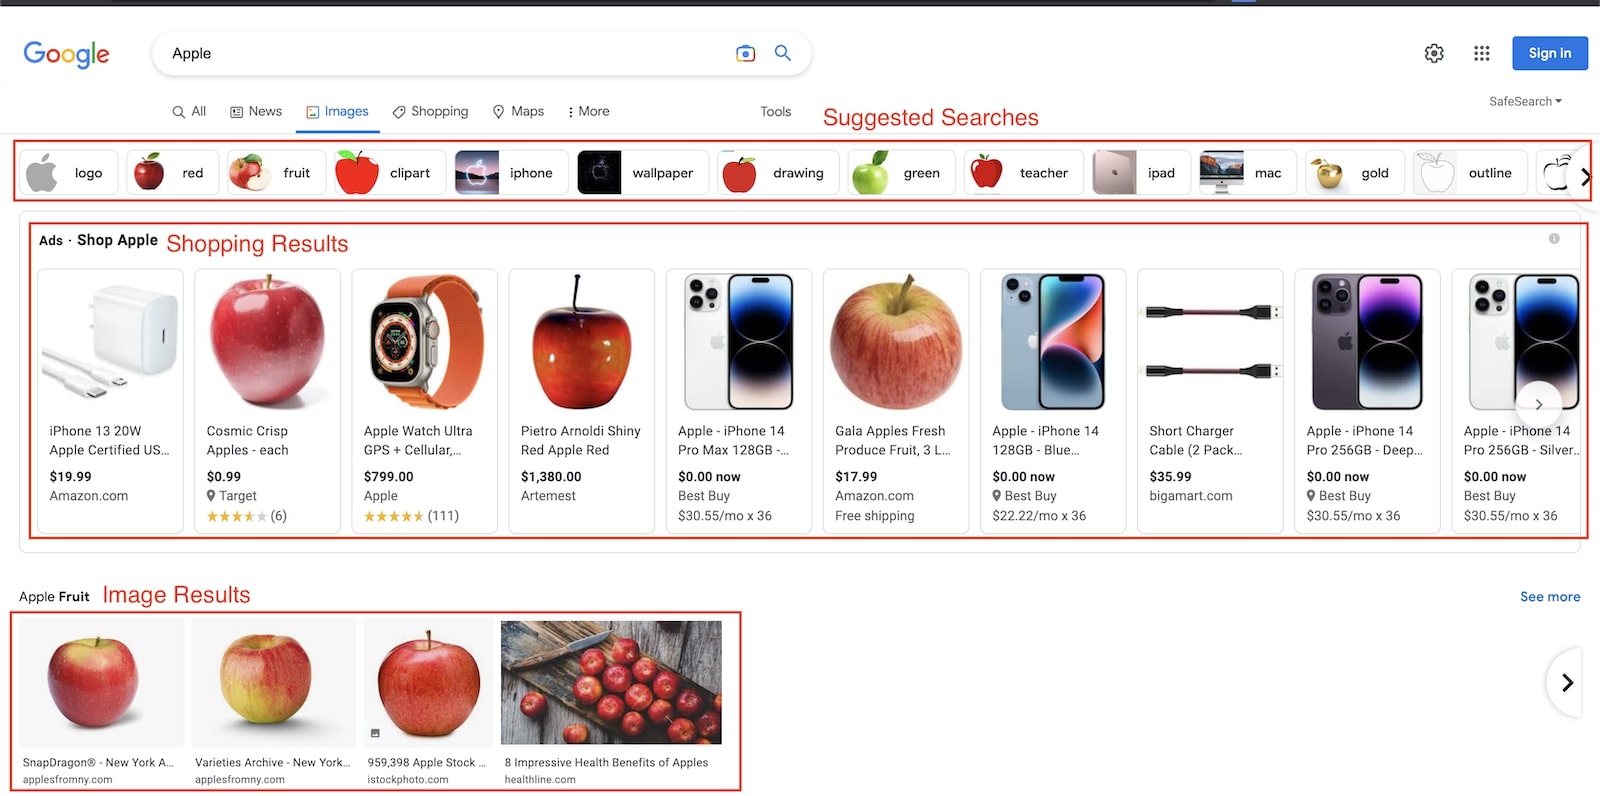 Google
Apple
Sign in
All
News
Images
Shopping
Maps
More
Tools
Suggested Searches
SafeSearch
logo
red
fruit
clipart
iphone
wallpaper
drawing
green
teacher
ipad
mac
gold
outline
Ads · Shop Apple
Shopping Results
iPhone 13 20W
Apple Certified US...
$19.99
Amazon.com
Cosmic Crisp
Apples - each
$0.99
Target
(6)
Apple Watch Ultra
GPS + Cellular,...
$799.00
Apple
(111)
Pietro Arnoldi Shiny
Red Apple Red
$1,380.00
Artemest
Apple - iPhone 14
Pro Max 128GB -...
$0.00 now
Best Buy
$30.55/mo x 36
Gala Apples Fresh
Produce Fruit, 3 L...
$17.99
Amazon.com
Free shipping
Apple - iPhone 14
128GB - Blue...
$0.00 now
Best Buy
$22.22/mo x 36
Short Charger
Cable (2 Pack...
$35.99
bigamart.com
Apple - iPhone 14
Pro 256GB - Deep...
$0.00 now
Best Buy
$30.55/mo x 36
Apple - iPhone 14
Pro 256GB - Silver...
$0.00 now
Best Buy
$30.55/mo x 36
Apple Fruit
Image Results
See more
SnapDragon® - New York A...
applesfromny.com
Varieties Archive - New York...
applesfromny.com
959,398 Apple Stock ...
istockphoto.com
8 Impressive Health Benefits of Apples
healthline.com